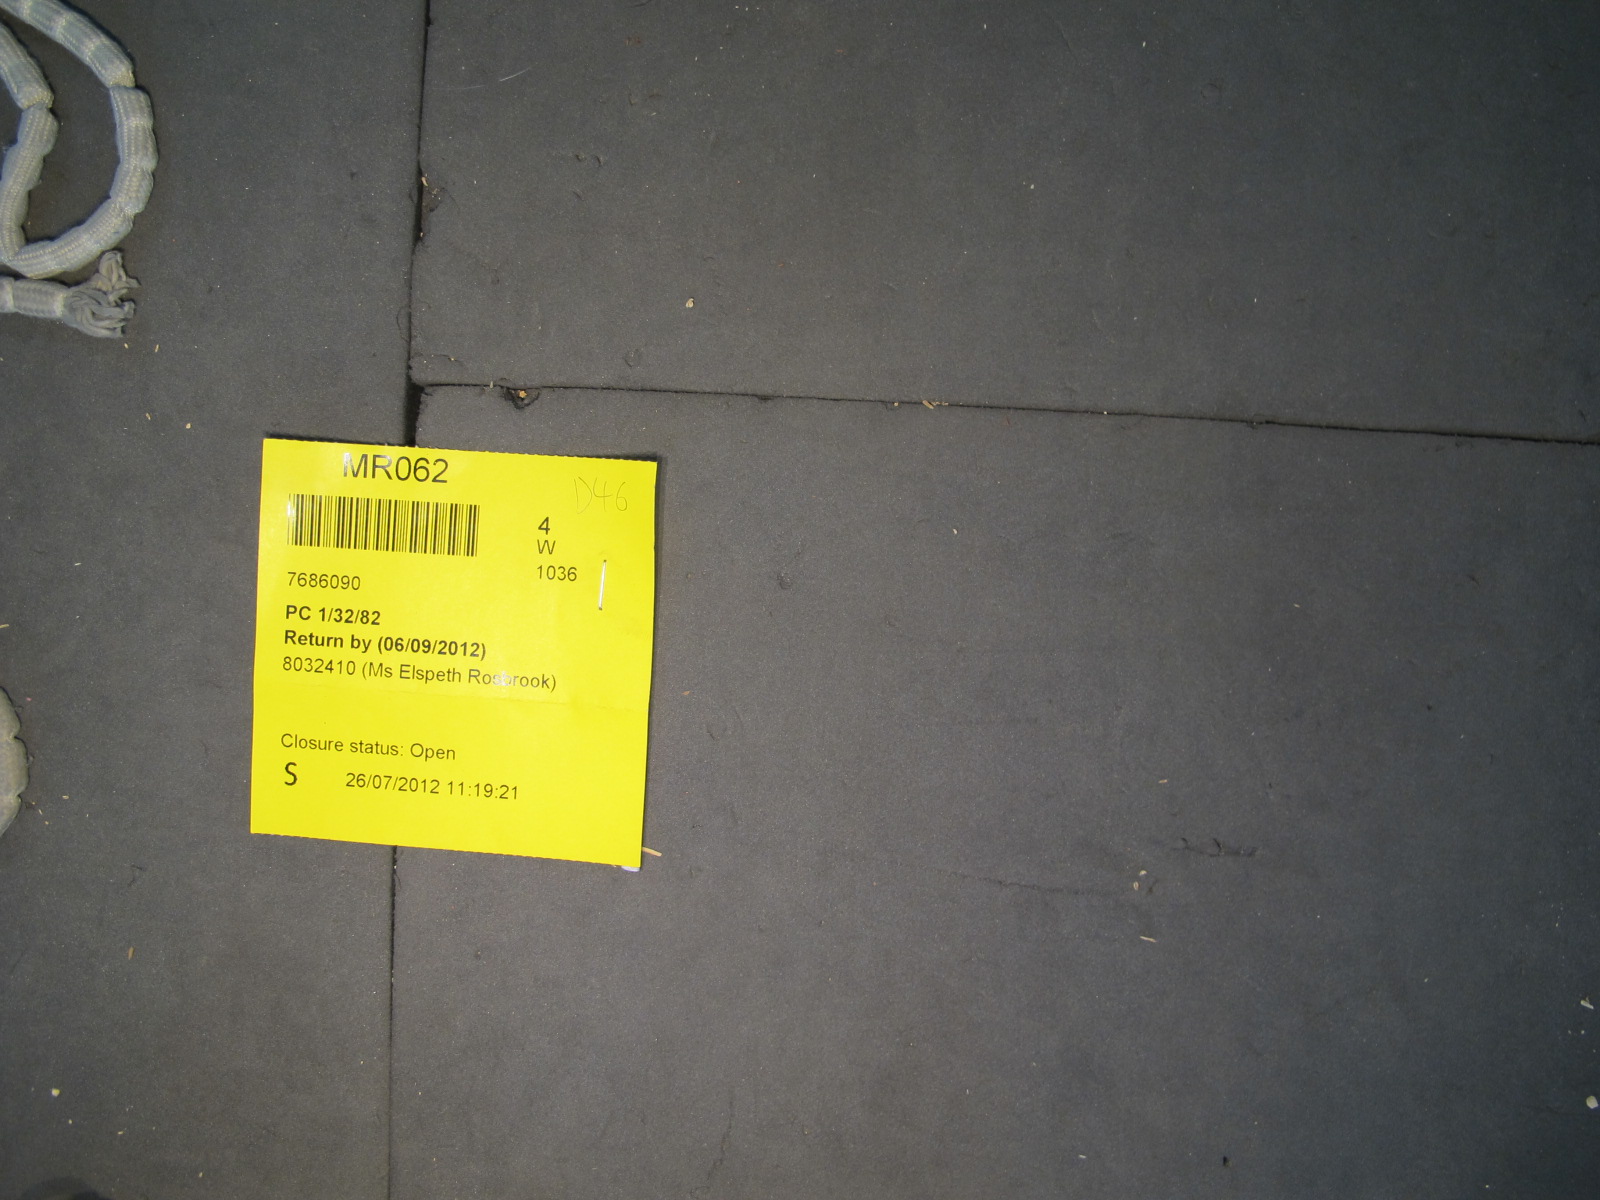 MR062
D46
4
W
1036
7686090
PC 1/32/82
Return by (06/09/2012)
8032410 (Ms Elspeth Rosbrook)
Closure status: Open
S 26/07/2012 11:19:21